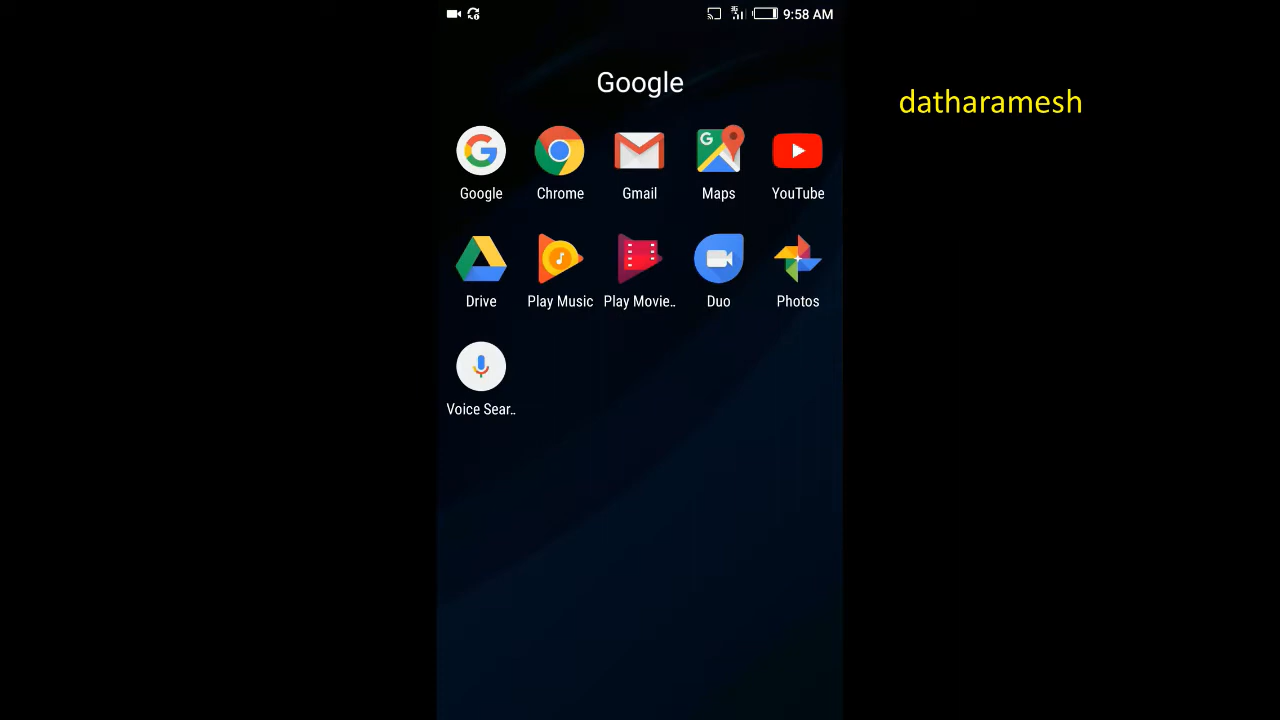 9:58 AM
Google
datharamesh
Google Chrome Gmail Maps YouTube
Drive Play Music Play Movie.. Duo Photos
Voice Sear..